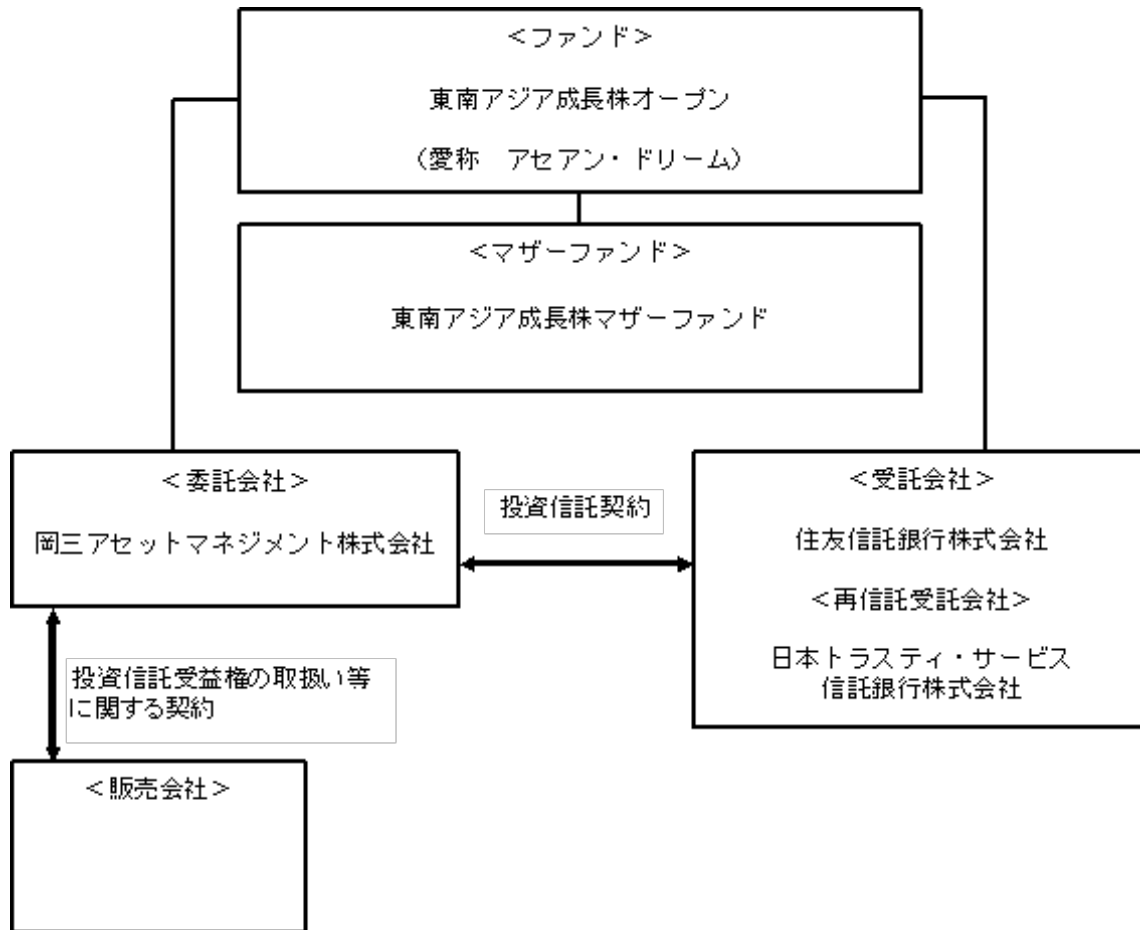 ＜ファンド＞
東南アジア成長株オープン
（愛称　アセアン・ドリーム）
＜マザーファンド＞
東南アジア成長株マザーファンド
＜委託会社＞
岡三アセットマネジメント株式会社
投資信託契約
＜受託会社＞
住友信託銀行株式会社
＜再信託受託会社＞
日本トラスティ・サービス
信託銀行株式会社
投資信託受益権の取扱い等
に関する契約
＜販売会社＞